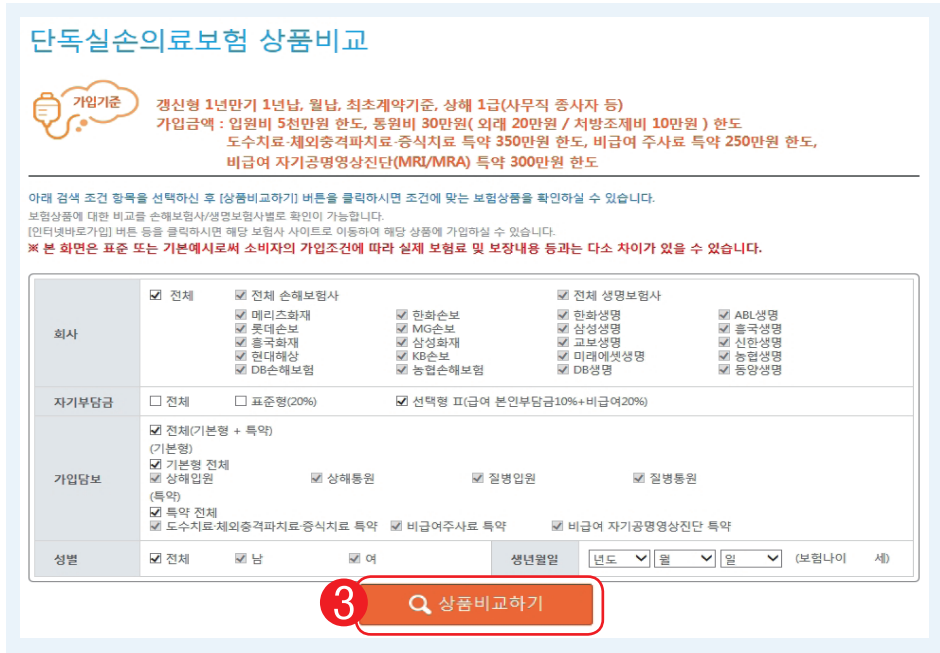 단독실손의료보험 상품비교
가입기준
갱신형 1년만기 1년납, 월납, 최초계약기준, 상해 1급(사무직 종사자 등)
가입금액 : 입원비 5천만원 한도, 통원비 30만원( 외래 20만원 / 처방조제비 10만원 ) 한도
도수치료·체외충격파치료·증식치료 특약 350만원 한도, 비급여 주사료 특약 250만원 한도,
비급여 자기공명영상진단(MRI/MRA) 특약 300만원 한도
아래 검색 조건 항목을 선택하신 후 [상품비교하기] 버튼을 클릭하시면 조건에 맞는 보험상품을 확인하실 수 있습니다.
보험상품에 대한 비교를 손해보험사/생명보험사별로 확인이 가능합니다.
[인터넷바로가입] 버튼 등을 클릭하시면 해당 보험사 사이트로 이동하여 해당 상품에 가입하실 수 있습니다.
※ 본 화면은 표준 또는 기본예시로써 소비자의 가입조건에 따라 실제 보험료 및 보장내용 등과는 다소 차이가 있을 수 있습니다.
회사
전체 전체 손해보험사 전체 생명보험사
메리츠화재 한화손보 한화생명 ABL생명
롯데손보 MG손보 삼성생명 흥국생명
흥국화재 삼성화재 교보생명 신한생명
현대해상 KB손보 미래에셋생명 농협생명
DB손해보험 농협손해보험 DB생명 동양생명
자기부담금 전체 표준형(20%) 선택형 II(급여 본인부담금10%+비급여20%)
가입담보
전체(기본형 + 특약)
(기본형)
기본형 전체
상해입원 상해통원 질병입원 질병통원
(특약)
특약 전체
도수치료·체외충격파치료·증식치료 특약 비급여주사료 특약 비급여 자기공명영상진단 특약
성별 전체 남 여 생년월일 년도 월 일 (보험나이 세)
3 상품비교하기